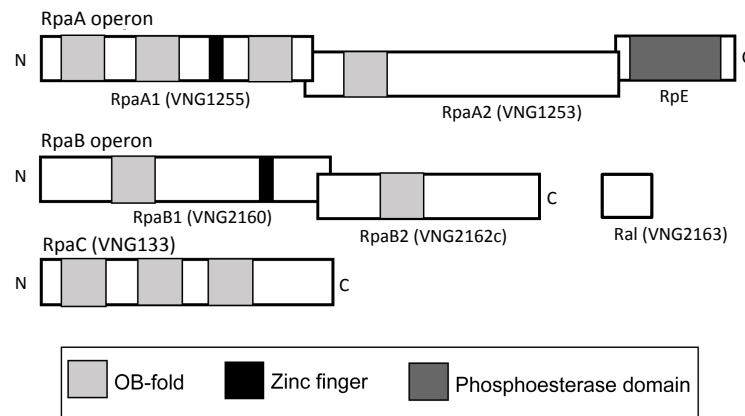 RpaA operon
N
C
RpaA1 (VNG1255)
RpaA2 (VNG1253)
RpE
RpaB operon
N
C
RpaB1 (VNG2160)
RpaB2 (VNG2162c)
Ral (VNG2163)
RpaC (VNG133)
N
C
OB-fold
Zinc finger
Phosphoesterase domain